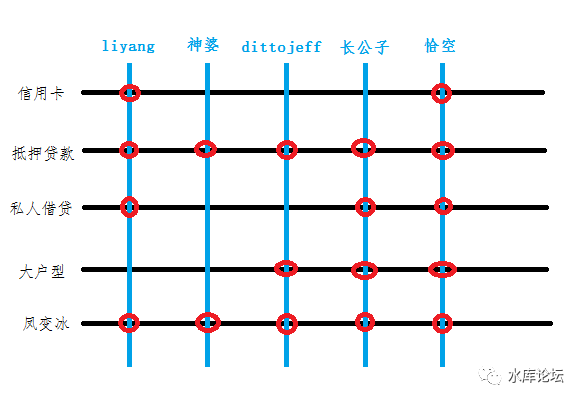 liyang 神婆 dittojeff 长公子 恰空
信用卡
抵押贷款
私人借贷
大户型
凤变冰
水库论坛